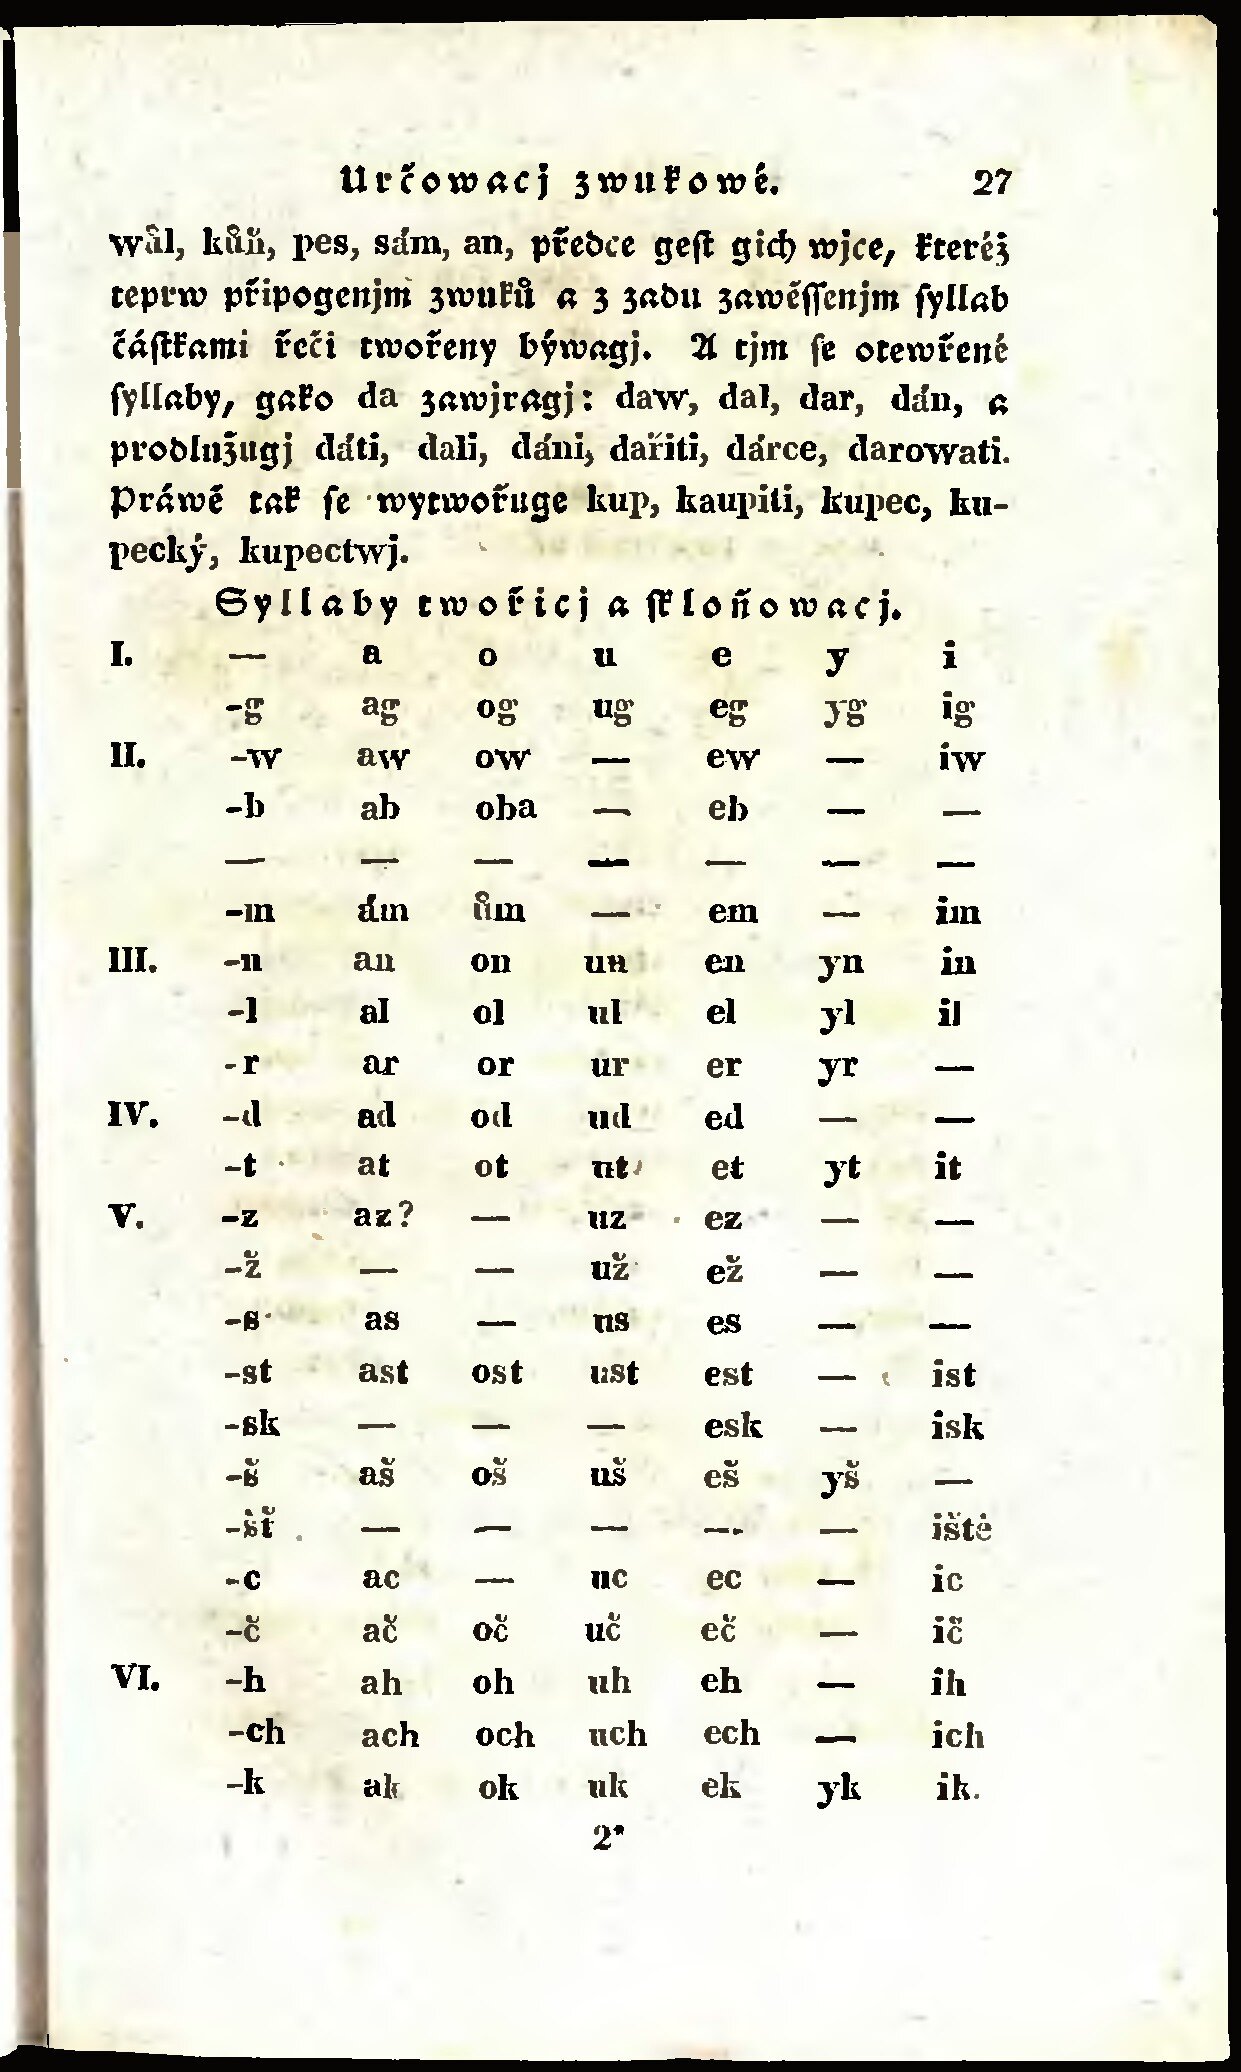 Určowacj zwukowé. 27
wůl, kůň, pes, sám, an, předce gest gich wjce, kteréž
teprw připogenjm zwuků a z zadu zawěssenjm syllab
částkami řeči twořeny býwagj. A tjm se otewřené
syllaby, gako da zawjragj: daw, dal, dar, dán, a
prodlužugj dáti, dali, dáni, dařiti, dárce, darowati.
Práwě tak se wytwořuge kup, kaupiti, kupec, ku-
pecký, kupectwj.
Syllaby twořicj a skloňowacj.
I. — a o u e y i
-g ag og ug eg yg ig
II. -w aw ow — ew — iw
-b ab oba — eb — —
— — — — — — —
-m ám ům — em — im
III. -n an on un en yn in
-l al ol ul el yl il
-r ar or ur er yr —
IV. -d ad od ud ed — —
-t at ot ut et yt it
V. -z az? — uz ez — —
-ž — — už ež — —
-s as — us es — —
-st ast ost ust est — ist
-sk — — — esk — isk
-š aš oš uš eš yš —
-šť — — — — — iště
-c ac — uc ec — ic
-č ač oč uč eč — ič
VI. -h ah oh uh eh — ih
-ch ach och uch ech — ich
-k ak ok uk ek yk ik.
2*